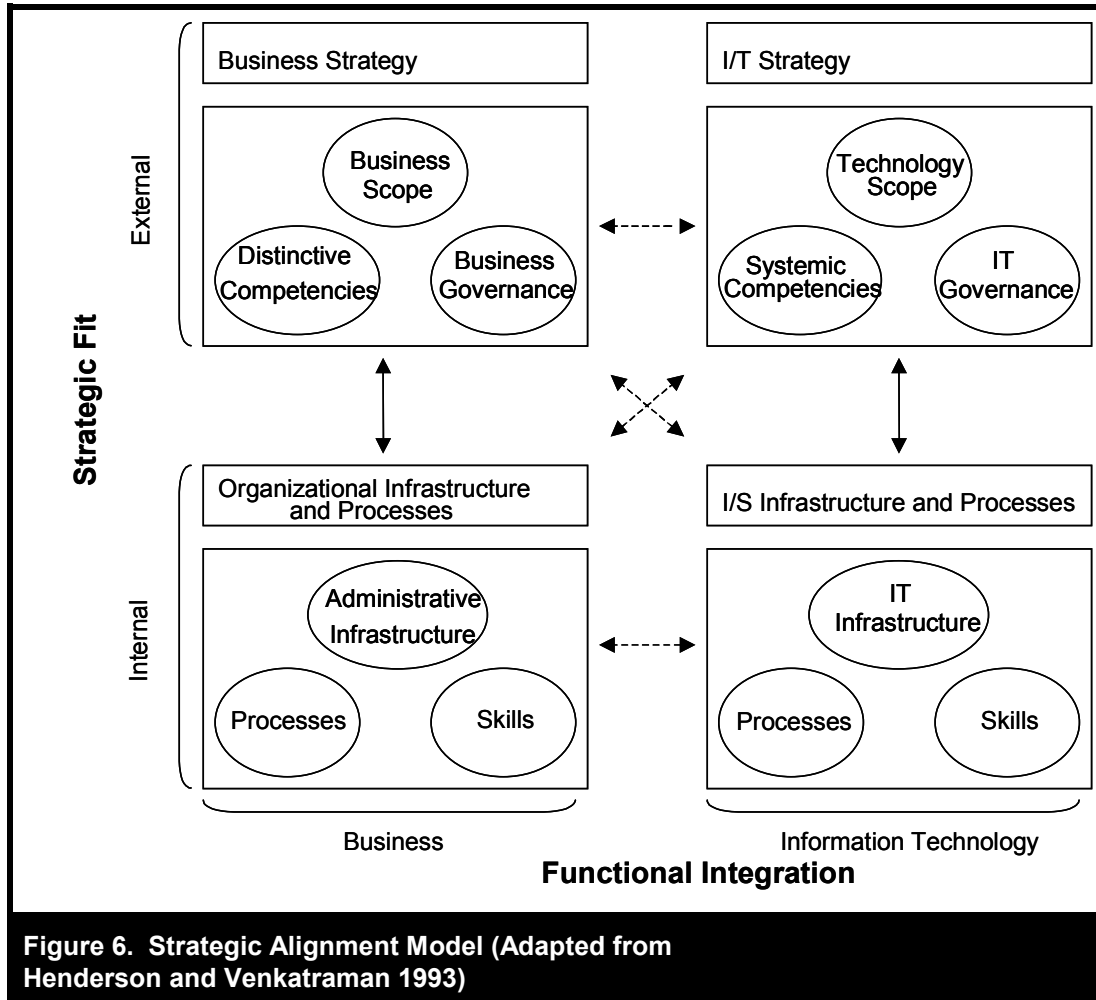 Business Strategy
I/T Strategy
External
Business
Scope
Distinctive
Competencies
Business
Governance
Technology
Scope
Systemic
Competencies
IT
Governance
Strategic Fit
Organizational Infrastructure
and Processes
I/S Infrastructure and Processes
Internal
Administrative
Infrastructure
Processes
Skills
IT
Infrastructure
Processes
Skills
Business
Information Technology
Functional Integration
Figure 6. Strategic Alignment Model (Adapted from
Henderson and Venkatraman 1993)